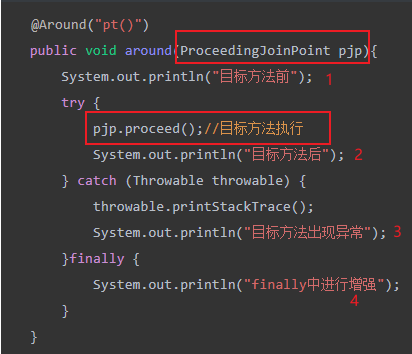 @Around("pt()")
public void around(ProceedingJoinPoint pjp){
System.out.println("目标方法前"); 1
try {
pjp.proceed();//目标方法执行
System.out.println("目标方法后"); 2
} catch (Throwable throwable) {
throwable.printStackTrace();
System.out.println("目标方法出现异常"); 3
}finally {
System.out.println("finally中进行增强");
4
}
}